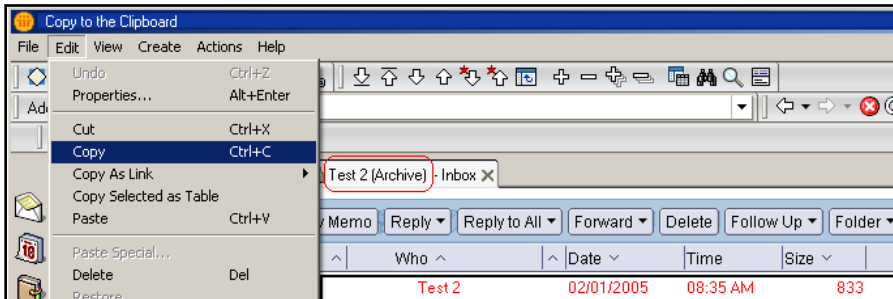 Copy to the Clipboard
File Edit View Create Actions Help
Undo Ctrl+Z
Properties... Alt+Enter
Cut Ctrl+X
Copy Ctrl+C
Copy As Link
Copy Selected as Table
Paste Ctrl+V
Paste Special...
Delete Del
Restore
Test 2 (Archive) - Inbox
Memo Reply Reply to All Forward Delete Follow Up Folder
Who Date Time Size
Test 2 02/01/2005 08:35 AM 833